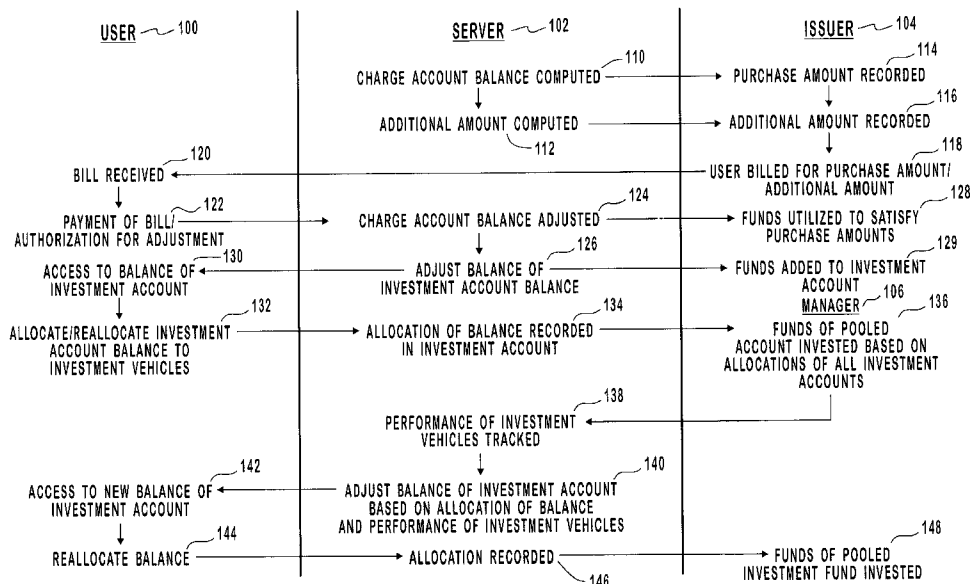 USER 100
SERVER 102
ISSUER 104
CHARGE ACCOUNT BALANCE COMPUTED 110
PURCHASE AMOUNT RECORDED 114
ADDITIONAL AMOUNT COMPUTED 112
ADDITIONAL AMOUNT RECORDED 116
BILL RECEIVED 120
USER BILLED FOR PURCHASE AMOUNT/ 118
ADDITIONAL AMOUNT
PAYMENT OF BILL/ 122
AUTHORIZATION FOR ADJUSTMENT
CHARGE ACCOUNT BALANCE ADJUSTED 124
FUNDS UTILIZED TO SATISFY 128
PURCHASE AMOUNTS
ACCESS TO BALANCE OF 130
INVESTMENT ACCOUNT
ADJUST BALANCE OF 126
INVESTMENT ACCOUNT BALANCE
FUNDS ADDED TO INVESTMENT 129
ACCOUNT
MANAGER 106
ALLOCATE/REALLOCATE INVESTMENT 132
ACCOUNT BALANCE TO
INVESTMENT VEHICLES
ALLOCATION OF BALANCE RECORDED 134
IN INVESTMENT ACCOUNT
FUNDS OF POOLED 136
ACCOUNT INVESTED BASED ON
ALLOCATIONS OF ALL INVESTMENT
ACCOUNTS
PERFORMANCE OF INVESTMENT 138
VEHICLES TRACKED
ACCESS TO NEW BALANCE OF 142
INVESTMENT ACCOUNT
ADJUST BALANCE OF INVESTMENT ACCOUNT 140
BASED ON ALLOCATION OF BALANCE
AND PERFORMANCE OF INVESTMENT VEHICLES
REALLOCATE BALANCE 144
ALLOCATION RECORDED 146
FUNDS OF POOLED 148
INVESTMENT FUND INVESTED